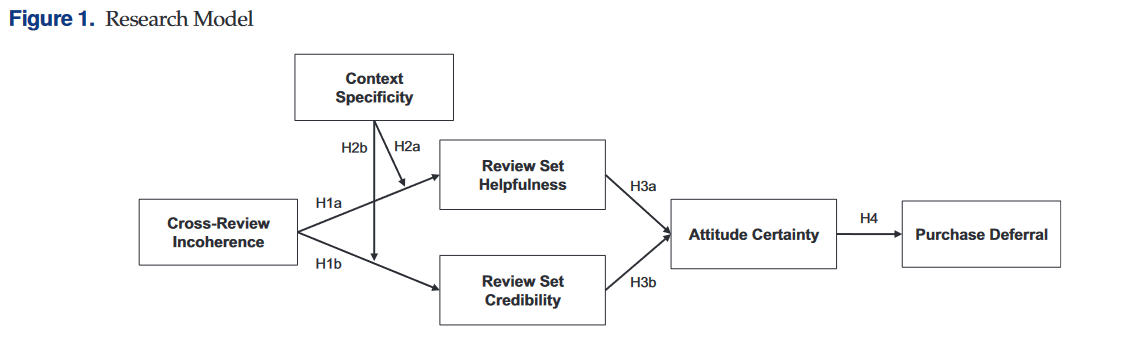 Figure 1. Research Model
Context
Specificity
H2b
H2a
Review Set
Helpfulness
H1a
H3a
Cross-Review
Incoherence
Attitude Certainty
H4
Purchase Deferral
H1b
Review Set
Credibility
H3b